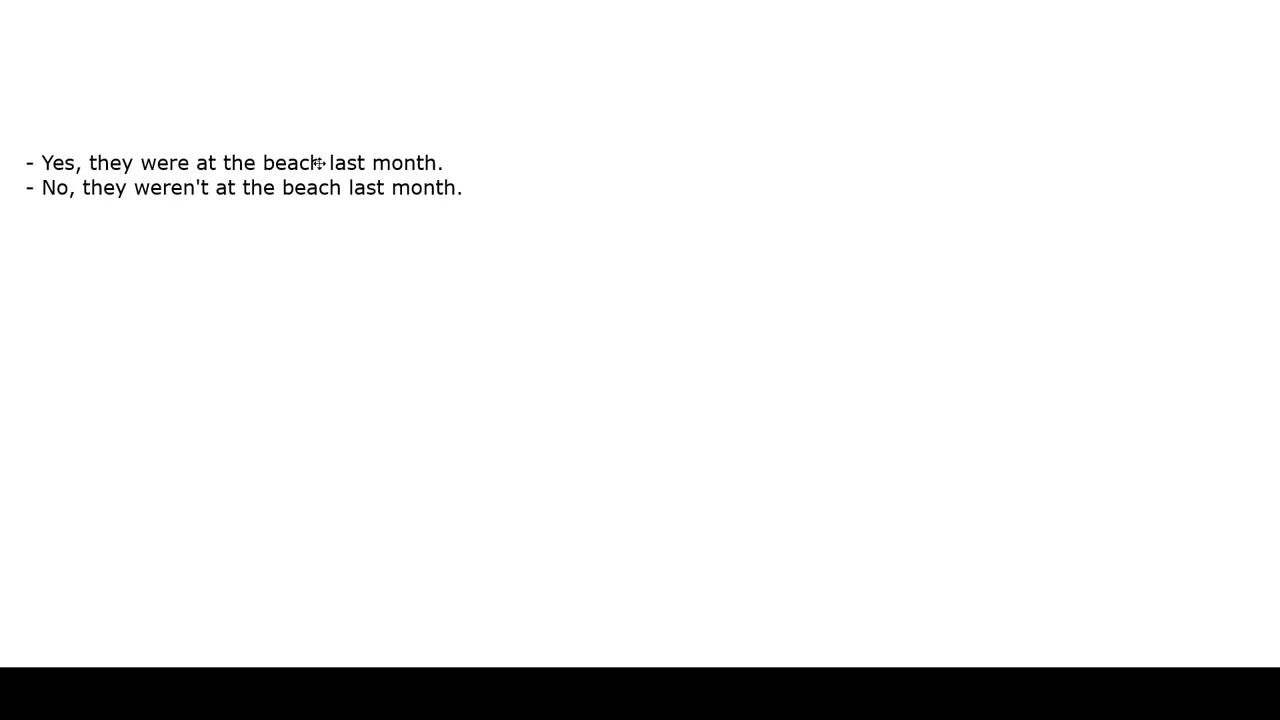 - Yes, they were at the beach last month.
- No, they weren't at the beach last month.